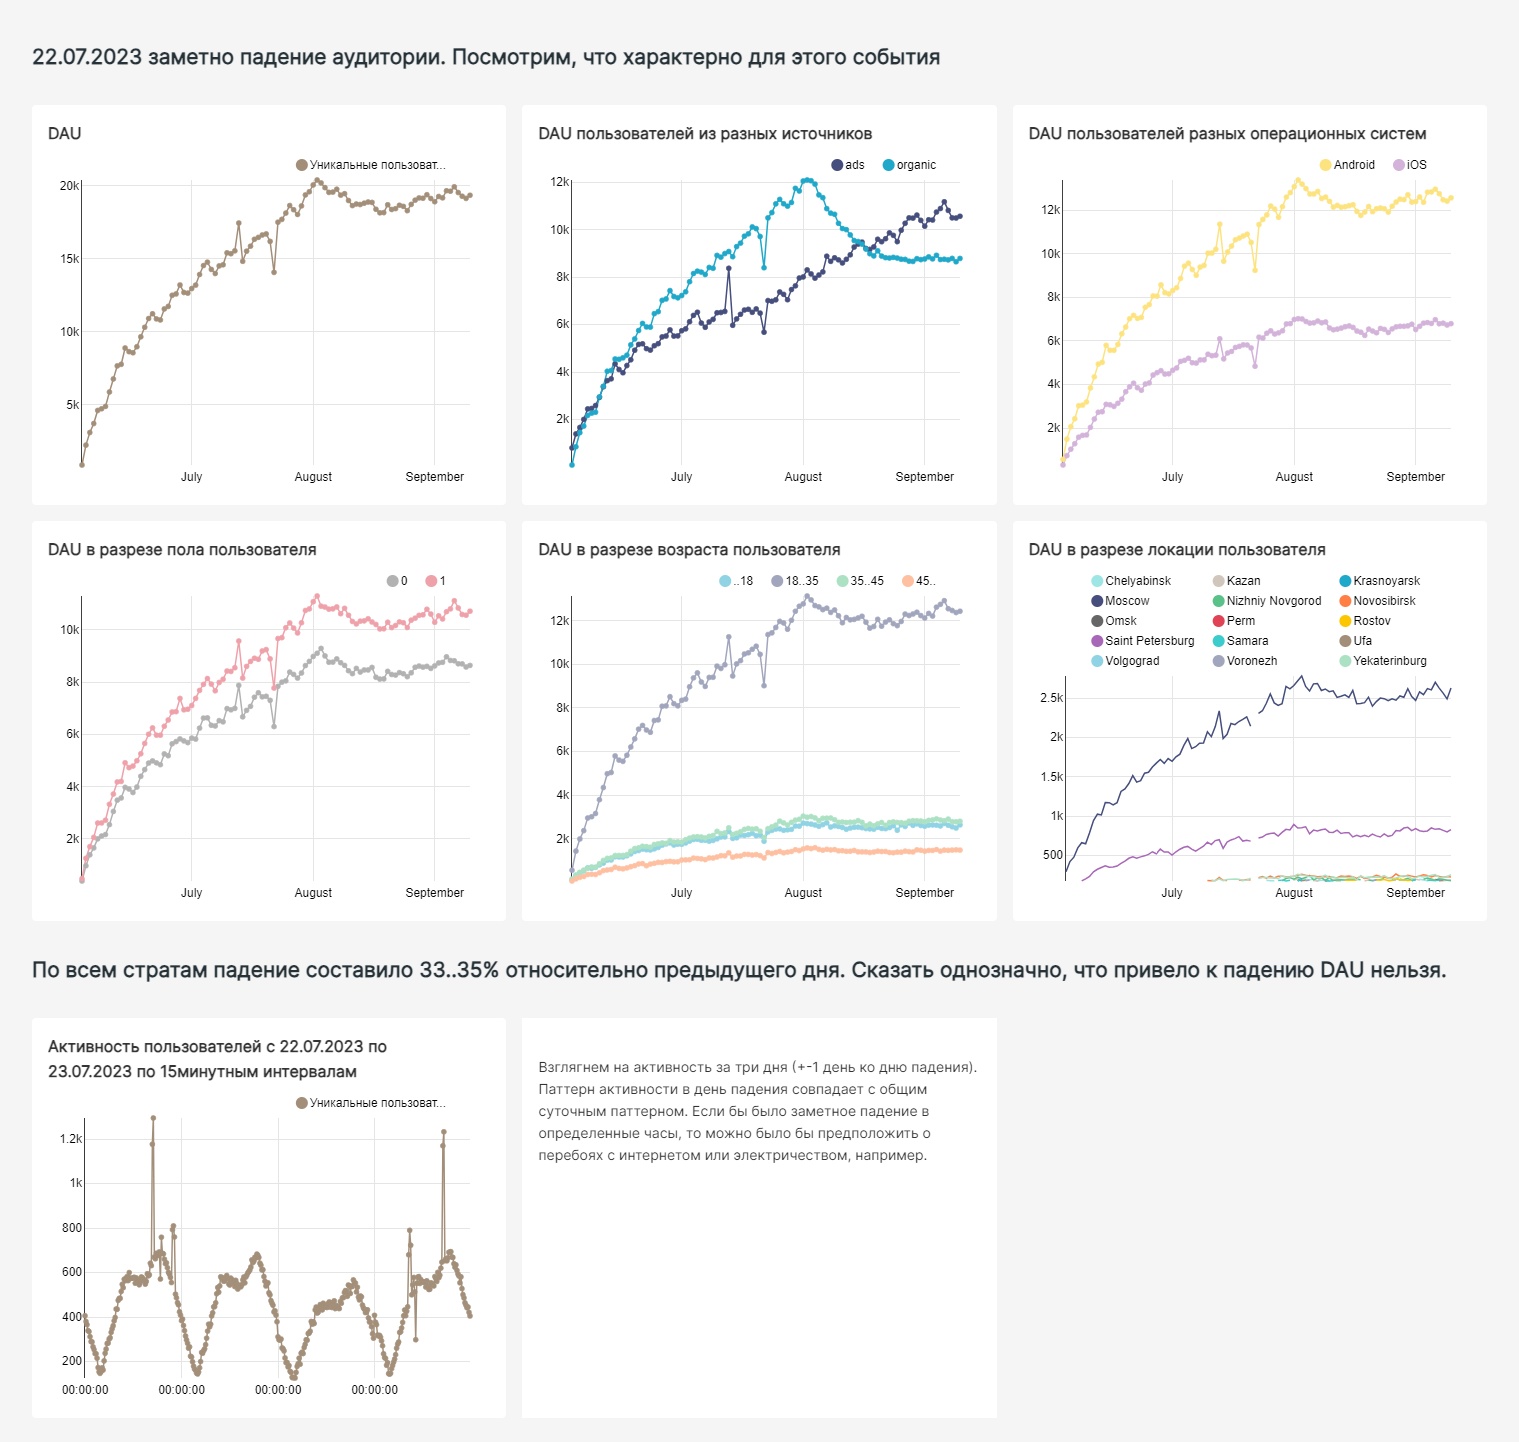 22.07.2023 заметно падение аудитории. Посмотрим, что характерно для этого события
DAU
Уникальные пользоват...
20k
15k
10k
5k
July August September
DAU пользователей из разных источников
ads organic
12k
10k
8k
6k
4k
2k
July August September
DAU пользователей разных операционных систем
Android iOS
12k
10k
8k
6k
4k
2k
July August September
DAU в разрезе пола пользователя
0 1
10k
8k
6k
4k
2k
July August September
DAU в разрезе возраста пользователя
..18 18..35 35..45 45..
12k
10k
8k
6k
4k
2k
July August September
DAU в разрезе локации пользователя
Chelyabinsk Kazan Krasnoyarsk
Moscow Nizhniy Novgorod Novosibirsk
Omsk Perm Rostov
Saint Petersburg Samara Ufa
Volgograd Voronezh Yekaterinburg
2.5k
2k
1.5k
1k
500
July August September
По всем стратам падение составило 33..35% относительно предыдущего дня. Сказать однозначно, что привело к падению DAU нельзя.
Активность пользователей с 22.07.2023 по
23.07.2023 по 15минутным интервалам
Уникальные пользоват...
1.2k
1k
800
600
400
200
00:00:00 00:00:00 00:00:00 00:00:00
Взглягнем на активность за три дня (+-1 день ко дню падения).
Паттерн активности в день падения совпадает с общим
суточным паттерном. Если бы было заметное падение в
определенные часы, то можно было бы предположить о
перебоях с интернетом или электричеством, например.